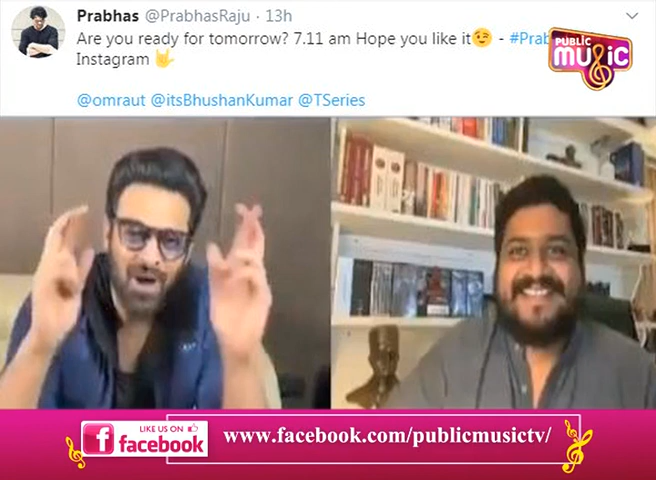 Prabhas @PrabhasRaju · 13h
Are you ready for tomorrow? 7.11 am Hope you like it😉 - #Prab
Instagram 🤟
@omraut @itsBhushanKumar @TSeries
PUBLIC
music
LIKE US ON
f facebook
www.facebook.com/publicmusictv/